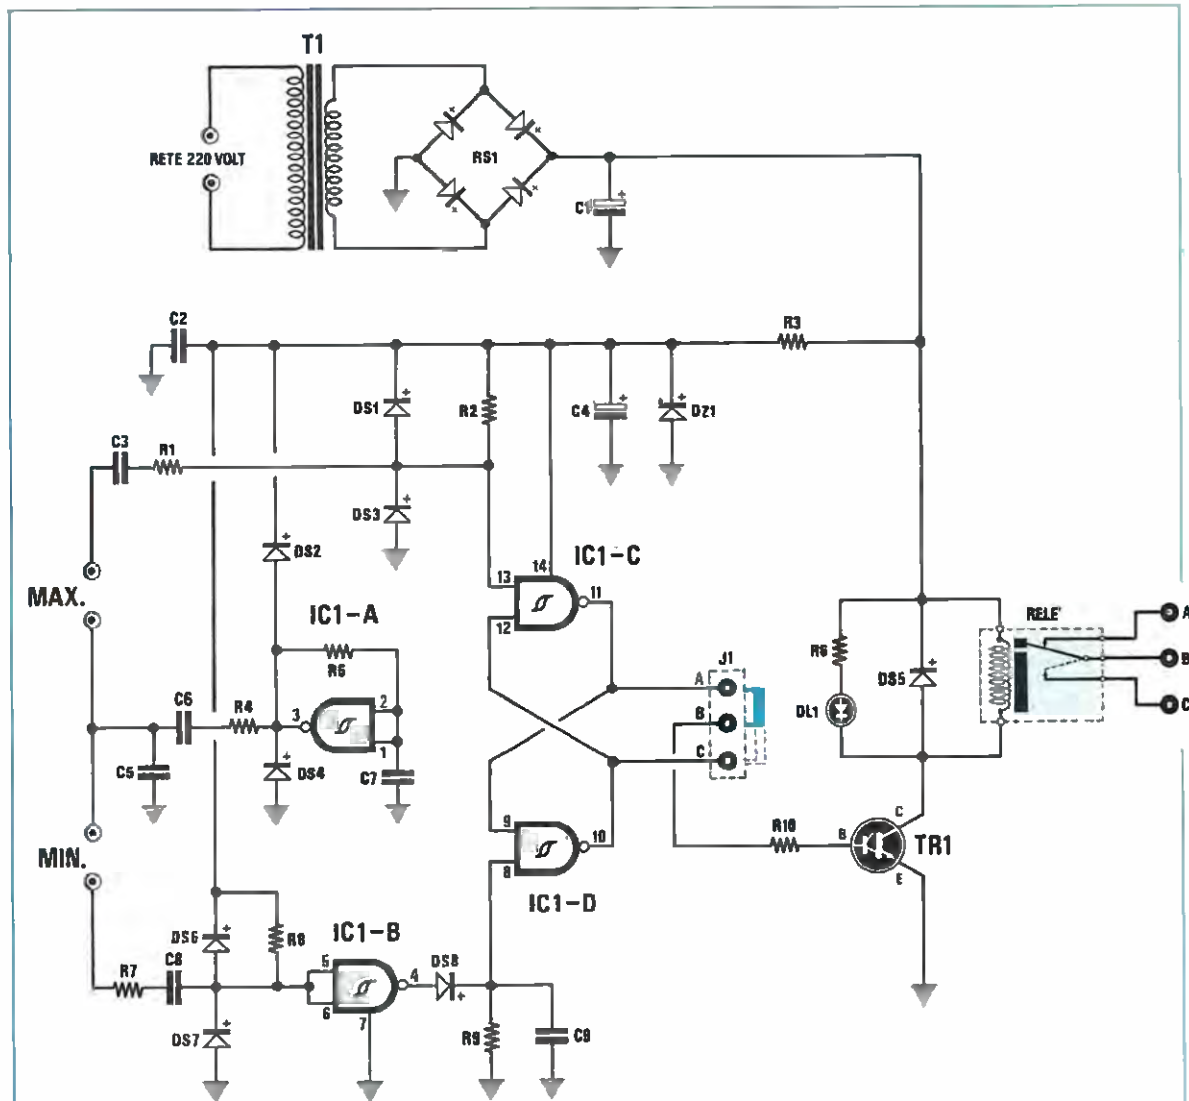 T1
RETE 220 VOLT
RS1
C1
+
C2
R3
DS1
+
R2
C4
+
+
DZ1
C3
R1
DS3
+
DS2
+
IC1-C
MAX.
13
14
11
12
IC1-A
R5
RELE'
A
B
C
J1
A
B
C
R6
DS5
+
DL1
C6
R4
3
2
1
C5
DS4
+
C7
9
10
8
R10
B
C
E
TR1
MIN.
IC1-D
DS6
+
R8
IC1-B
R7
C8
5
4
6
7
DS8
+
DS7
+
R9
C9